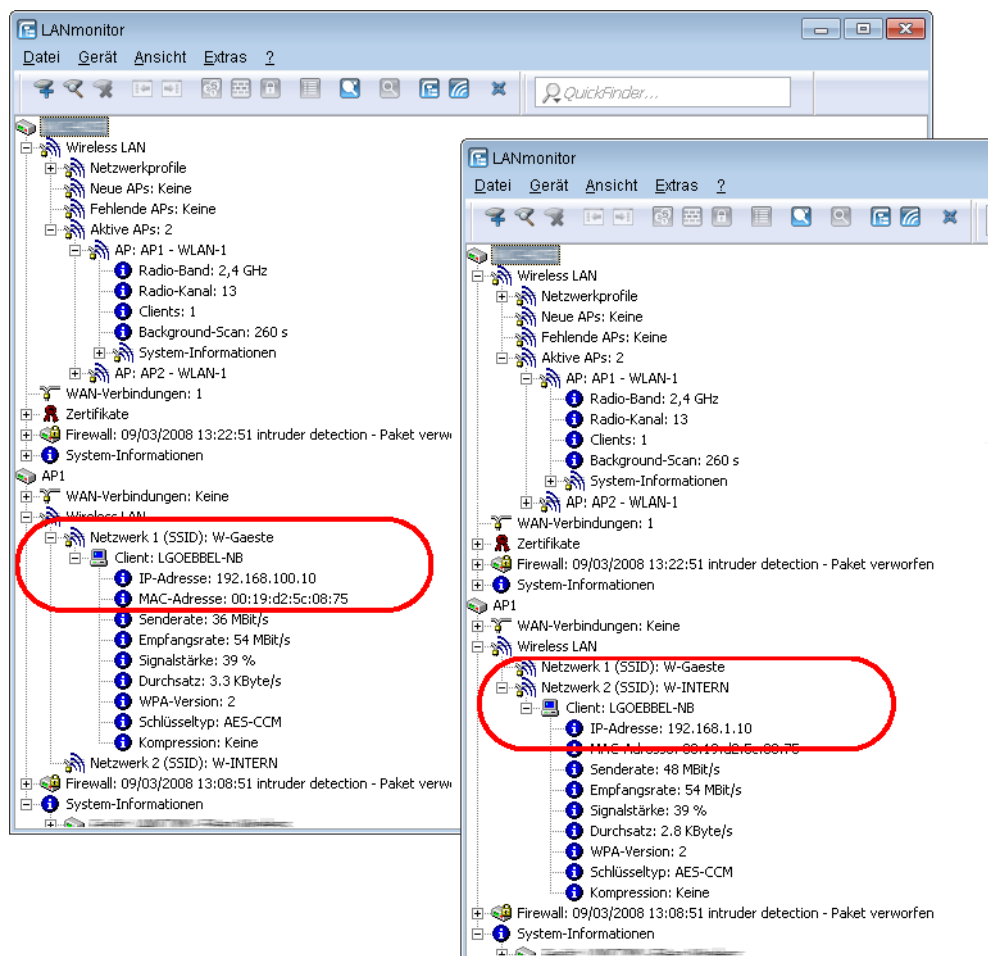 LANmonitor
Datei Gerät Ansicht Extras ?
QuickFinder...
Wireless LAN
Netzwerkprofile
Neue APs: Keine
Fehlende APs: Keine
Aktive APs: 2
AP: AP1 - WLAN-1
Radio-Band: 2,4 GHz
Radio-Kanal: 13
Clients: 1
Background-Scan: 260 s
System-Informationen
AP: AP2 - WLAN-1
WAN-Verbindungen: 1
Zertifikate
Firewall: 09/03/2008 13:22:51 intruder detection - Paket verw
System-Informationen
AP1
WAN-Verbindungen: Keine
Wireless LAN
Netzwerk 1 (SSID): W-Gaeste
Client: LGOEBBEL-NB
IP-Adresse: 192.168.100.10
MAC-Adresse: 00:19:d2:5c:08:75
Senderate: 36 MBit/s
Empfangsrate: 54 MBit/s
Signalstärke: 39 %
Durchsatz: 3.3 KByte/s
WPA-Version: 2
Schlüsseltyp: AES-CCM
Kompression: Keine
Netzwerk 2 (SSID): W-INTERN
Firewall: 09/03/2008 13:08:51 intruder detection - Paket verw
System-Informationen
LANmonitor
Datei Gerät Ansicht Extras ?
Wireless LAN
Netzwerkprofile
Neue APs: Keine
Fehlende APs: Keine
Aktive APs: 2
AP: AP1 - WLAN-1
Radio-Band: 2,4 GHz
Radio-Kanal: 13
Clients: 1
Background-Scan: 260 s
System-Informationen
AP: AP2 - WLAN-1
WAN-Verbindungen: 1
Zertifikate
Firewall: 09/03/2008 13:22:51 intruder detection - Paket verworfen
System-Informationen
AP1
WAN-Verbindungen: Keine
Wireless LAN
Netzwerk 1 (SSID): W-Gaeste
Netzwerk 2 (SSID): W-INTERN
Client: LGOEBBEL-NB
IP-Adresse: 192.168.1.10
MAC-Adresse: 00:19:d2:5c:08:75
Senderate: 48 MBit/s
Empfangsrate: 54 MBit/s
Signalstärke: 39 %
Durchsatz: 2.8 KByte/s
WPA-Version: 2
Schlüsseltyp: AES-CCM
Kompression: Keine
Firewall: 09/03/2008 13:08:51 intruder detection - Paket verworfen
System-Informationen